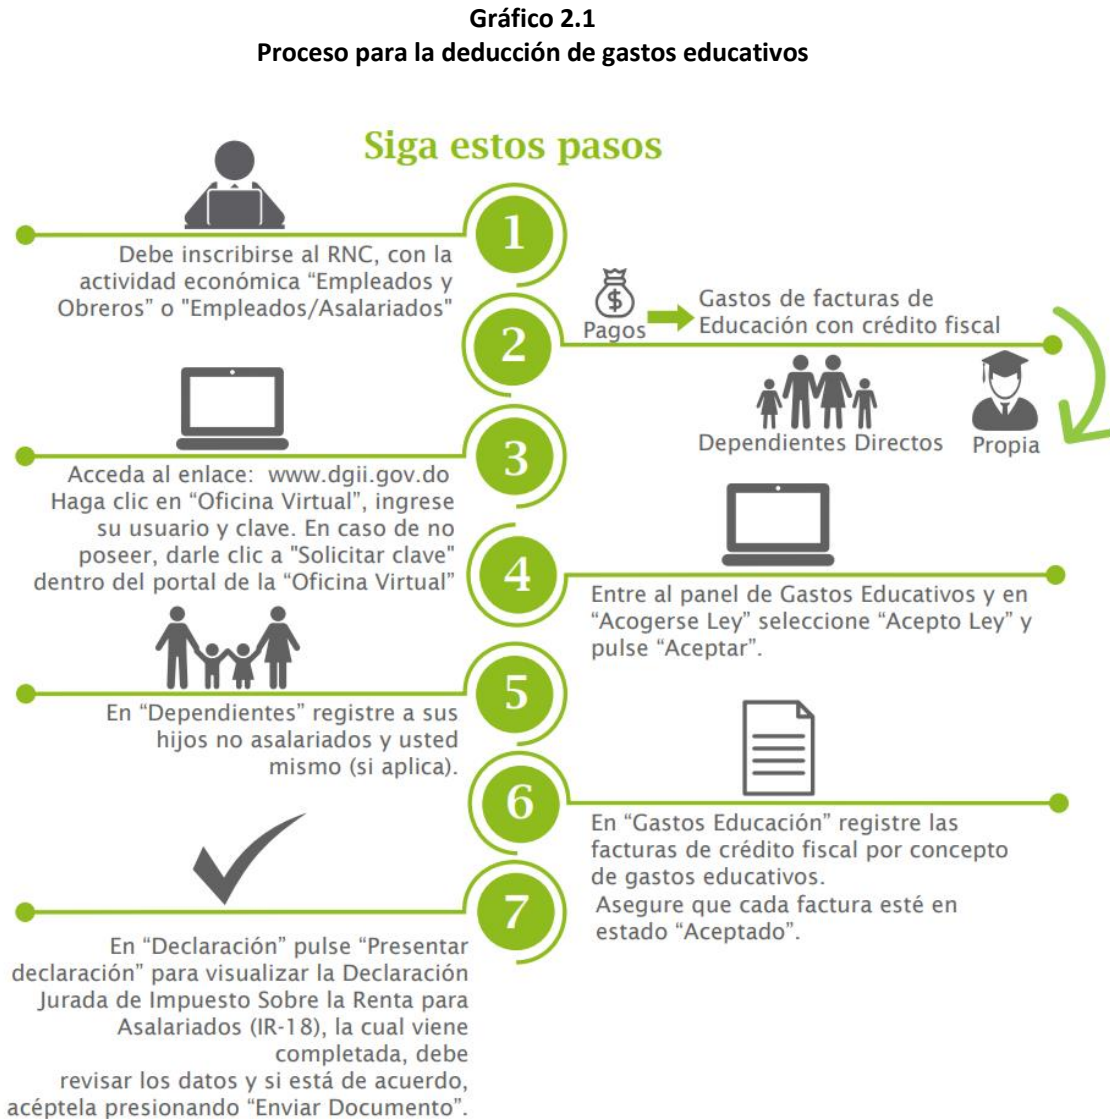 Gráfico 2.1
Proceso para la deducción de gastos educativos
Siga estos pasos
1
Debe inscribirse al RNC, con la
actividad económica “Empleados y
Obreros” o "Empleados/Asalariados"
2
Pagos
Gastos de facturas de
Educación con crédito fiscal
Dependientes Directos
Propia
3
Acceda al enlace: www.dgii.gov.do
Haga clic en “Oficina Virtual”, ingrese
su usuario y clave. En caso de no
poseer, darle clic a "Solicitar clave"
dentro del portal de la “Oficina Virtual”
4
Entre al panel de Gastos Educativos y en
“Acogerse Ley” seleccione “Acepto Ley” y
pulse “Aceptar”.
5
En “Dependientes” registre a sus
hijos no asalariados y usted
mismo (si aplica).
6
En “Gastos Educación” registre las
facturas de crédito fiscal por concepto
de gastos educativos.
Asegure que cada factura esté en
estado “Aceptado”.
7
En “Declaración” pulse “Presentar
declaración” para visualizar la Declaración
Jurada de Impuesto Sobre la Renta para
Asalariados (IR-18), la cual viene
completada, debe
revisar los datos y si está de acuerdo,
acéptela presionando “Enviar Documento”.